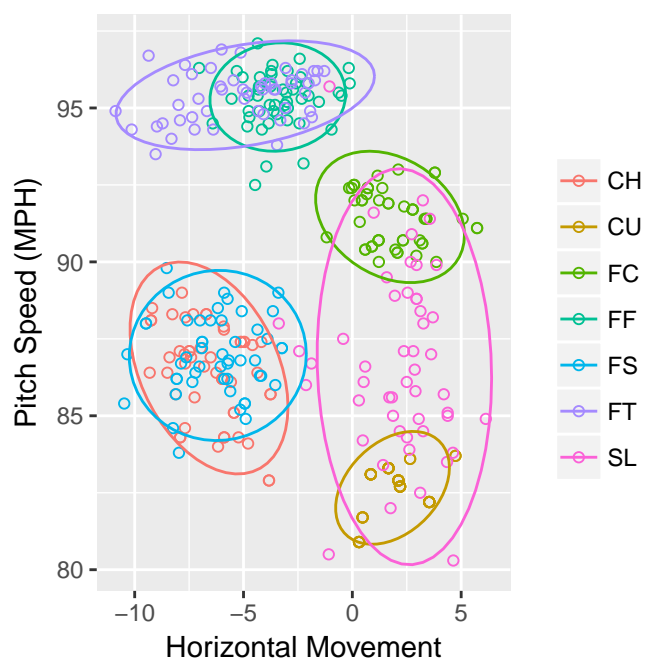 95
90
85
80
Pitch Speed (MPH)
−10 −5 0 5
Horizontal Movement
CH
CU
FC
FF
FS
FT
SL